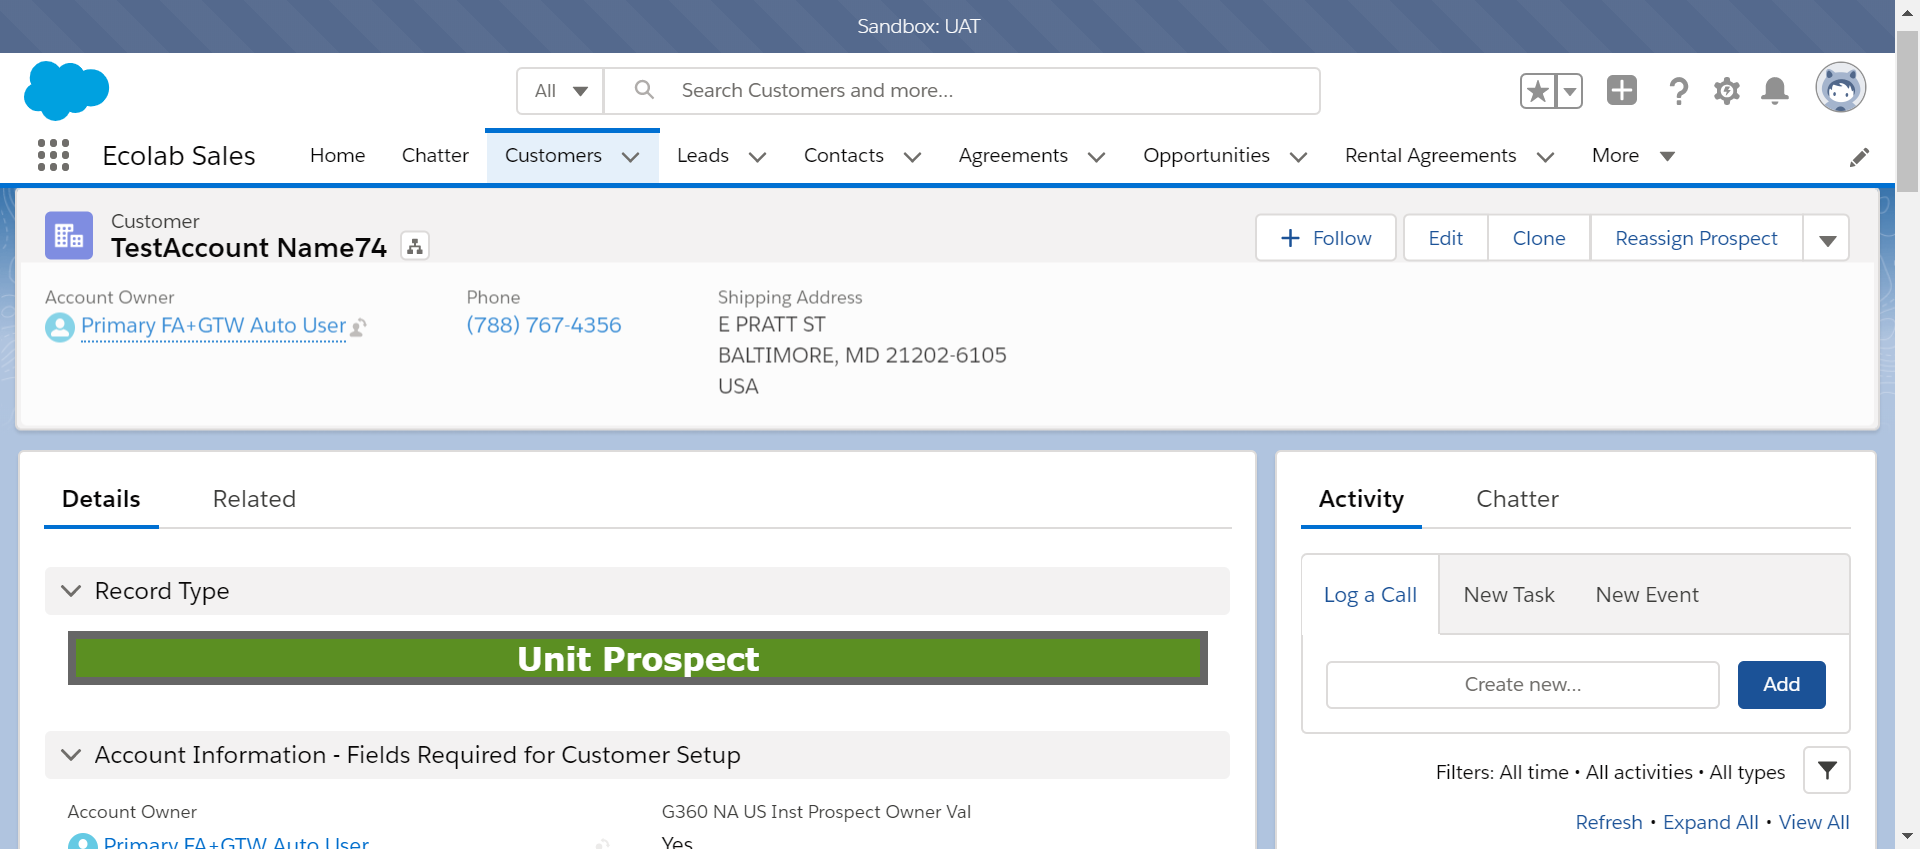 Sandbox: UAT
All
Search Customers and more...
Ecolab Sales
Home
Chatter
Customers
Leads
Contacts
Agreements
Opportunities
Rental Agreements
More
Customer
TestAccount Name74
Follow
Edit
Clone
Reassign Prospect
Account Owner
Primary FA+GTW Auto User
Phone
(788) 767-4356
Shipping Address
E PRATT ST
BALTIMORE, MD 21202-6105
USA
Details
Related
Record Type
Unit Prospect
Account Information - Fields Required for Customer Setup
Account Owner
Primary FA+GTW Auto User
G360 NA US Inst Prospect Owner Val
Yes
Activity
Chatter
Log a Call
New Task
New Event
Create new...
Add
Filters: All time • All activities • All types
Refresh • Expand All • View All